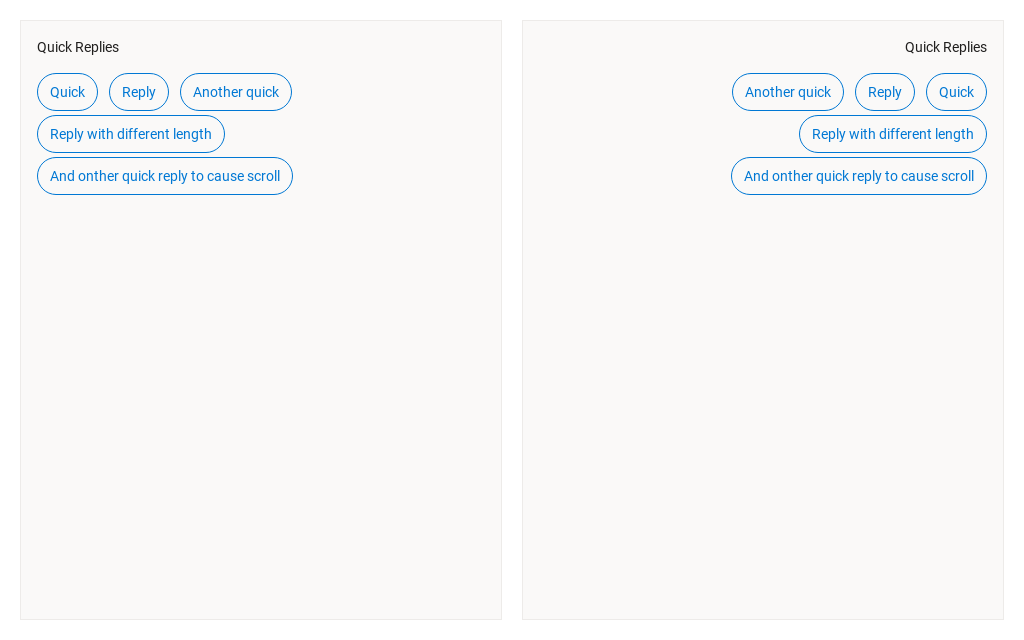 Quick Replies
Quick Reply Another quick
Reply with different length
And onther quick reply to cause scroll
Quick Replies
Another quick Reply Quick
Reply with different length
And onther quick reply to cause scroll